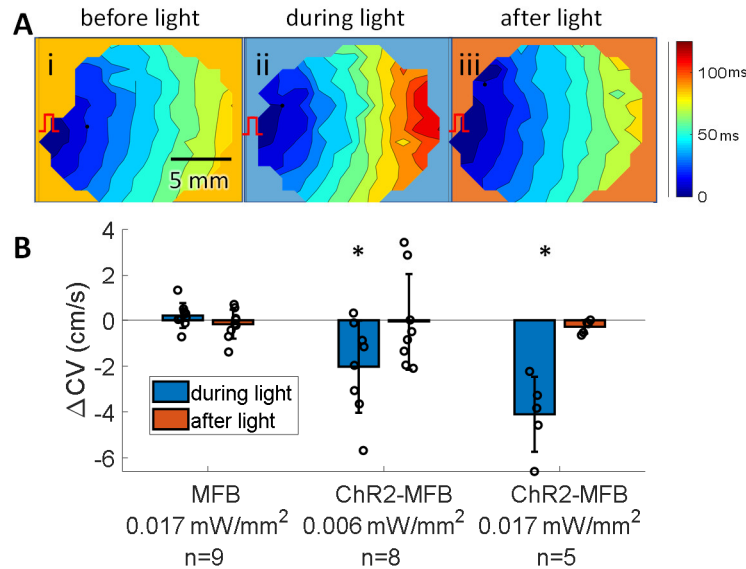 A
before light
during light
after light
i
ii
iii
5 mm
100ms
50ms
0
B
ΔCV (cm/s)
4
2
0
-2
-4
-6
*
*
during light
after light
MFB
0.017 mW/mm²
n=9
ChR2-MFB
0.006 mW/mm²
n=8
ChR2-MFB
0.017 mW/mm²
n=5